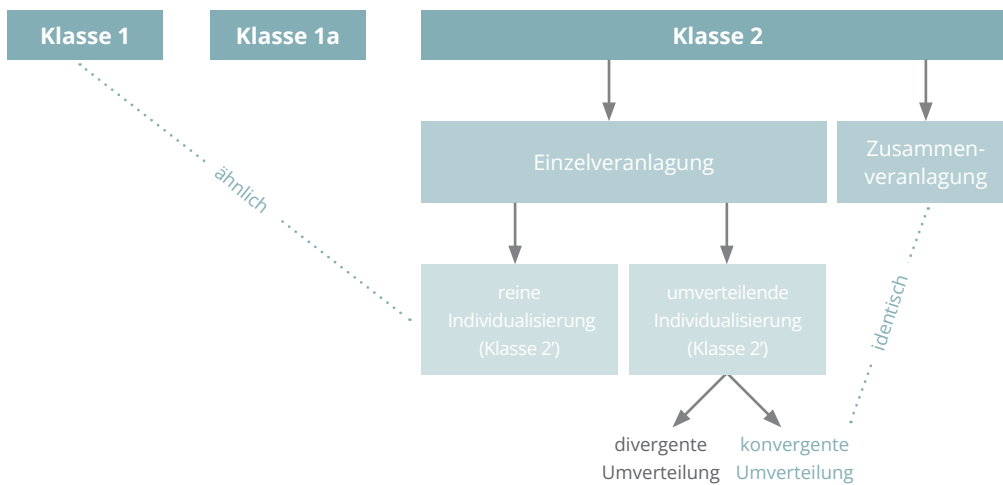 Klasse 1
Klasse 1a
Klasse 2
Einzelveranlagung
Zusammen-
veranlagung
ähnlich
reine
Individualisierung
(Klasse 2')
umverteilende
Individualisierung
(Klasse 2')
identisch
divergente
Umverteilung
konvergente
Umverteilung